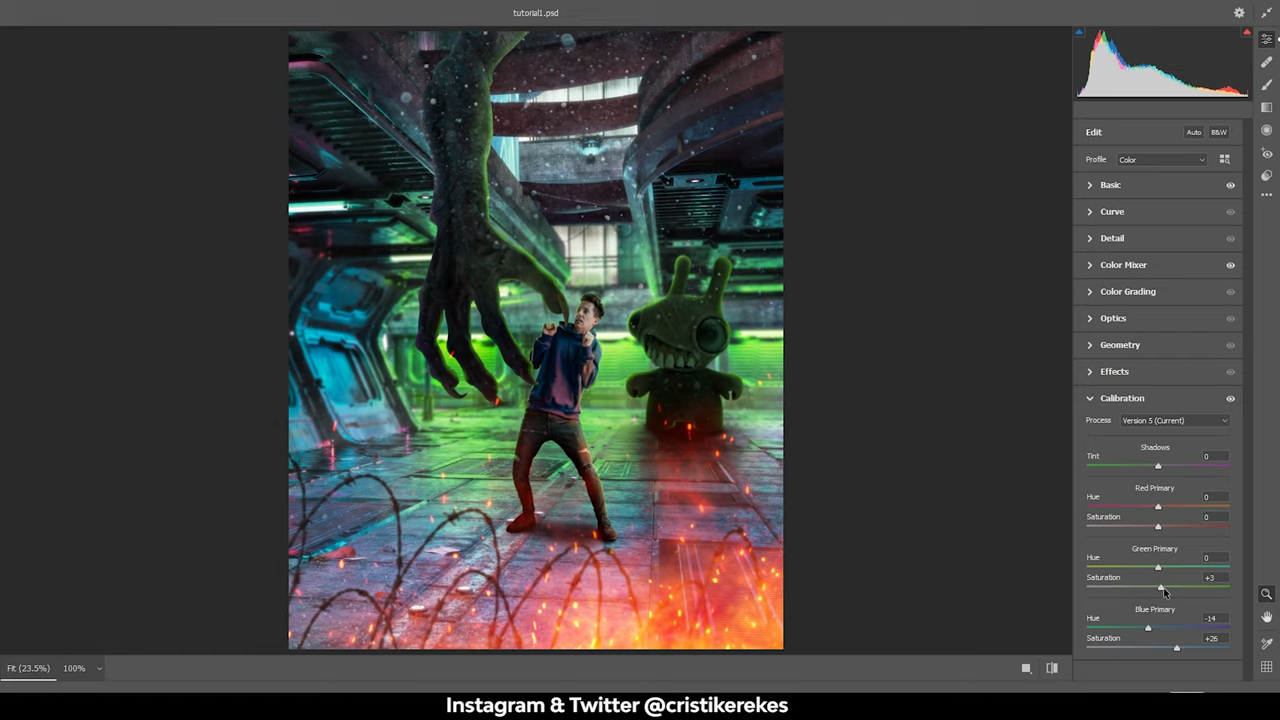 tutorial1.psd
Edit
Auto
B&W
Profile
Color
Basic
Curve
Detail
Color Mixer
Color Grading
Optics
Geometry
Effects
Calibration
Process
Version 5 (Current)
Shadows
Tint
0
Red Primary
Hue
0
Saturation
0
Green Primary
Hue
0
Saturation
+3
Blue Primary
Hue
-14
Saturation
+26
Fit (23.5%)
100%
Instagram & Twitter @cristikerekes